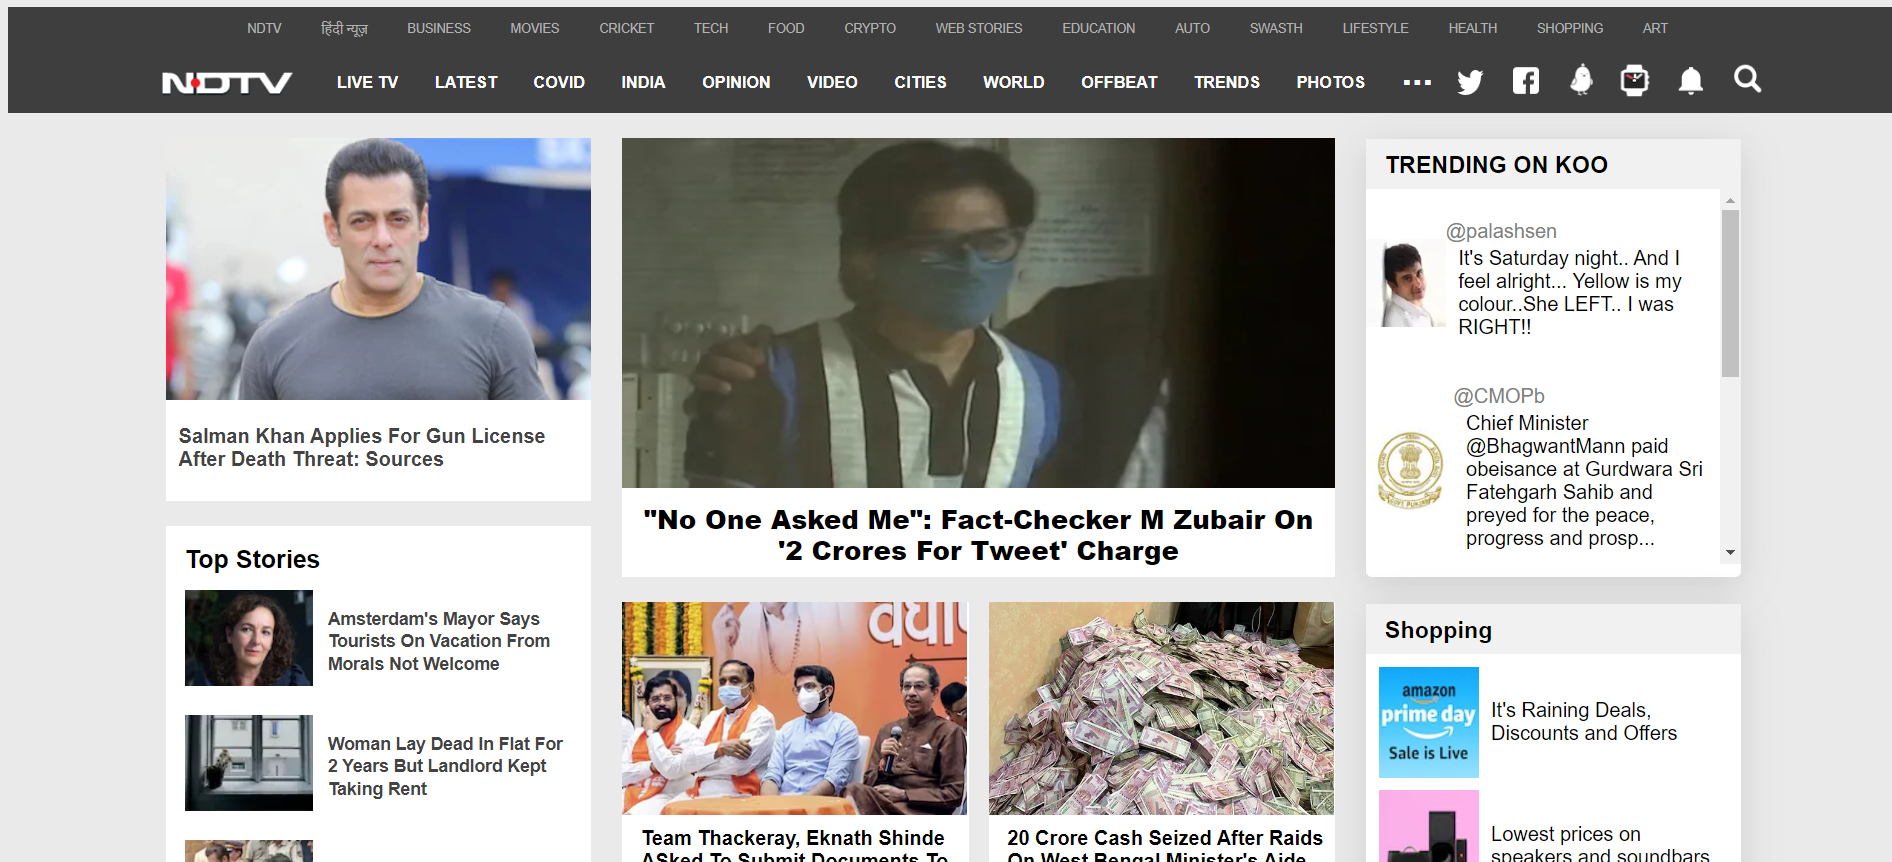 NDTV हिंदी न्यूज़ BUSINESS MOVIES CRICKET TECH FOOD CRYPTO WEB STORIES EDUCATION AUTO SWASTH LIFESTYLE HEALTH SHOPPING ART
NDTV LIVE TV LATEST COVID INDIA OPINION VIDEO CITIES WORLD OFFBEAT TRENDS PHOTOS
Salman Khan Applies For Gun License
After Death Threat: Sources
Top Stories
Amsterdam's Mayor Says
Tourists On Vacation From
Morals Not Welcome
Woman Lay Dead In Flat For
2 Years But Landlord Kept
Taking Rent
"No One Asked Me": Fact-Checker M Zubair On
'2 Crores For Tweet' Charge
Team Thackeray, Eknath Shinde
ASked To Submit Documents To
20 Crore Cash Seized After Raids
On West Bengal Minister's Aide
TRENDING ON KOO
@palashsen
It's Saturday night.. And I
feel alright... Yellow is my
colour..She LEFT.. I was
RIGHT!!
@CMOPb
Chief Minister
@BhagwantMann paid
obeisance at Gurdwara Sri
Fatehgarh Sahib and
preyed for the peace,
progress and prosp...
Shopping
amazon
prime day
Sale is Live
It's Raining Deals,
Discounts and Offers
Lowest prices on
speakers and soundbars